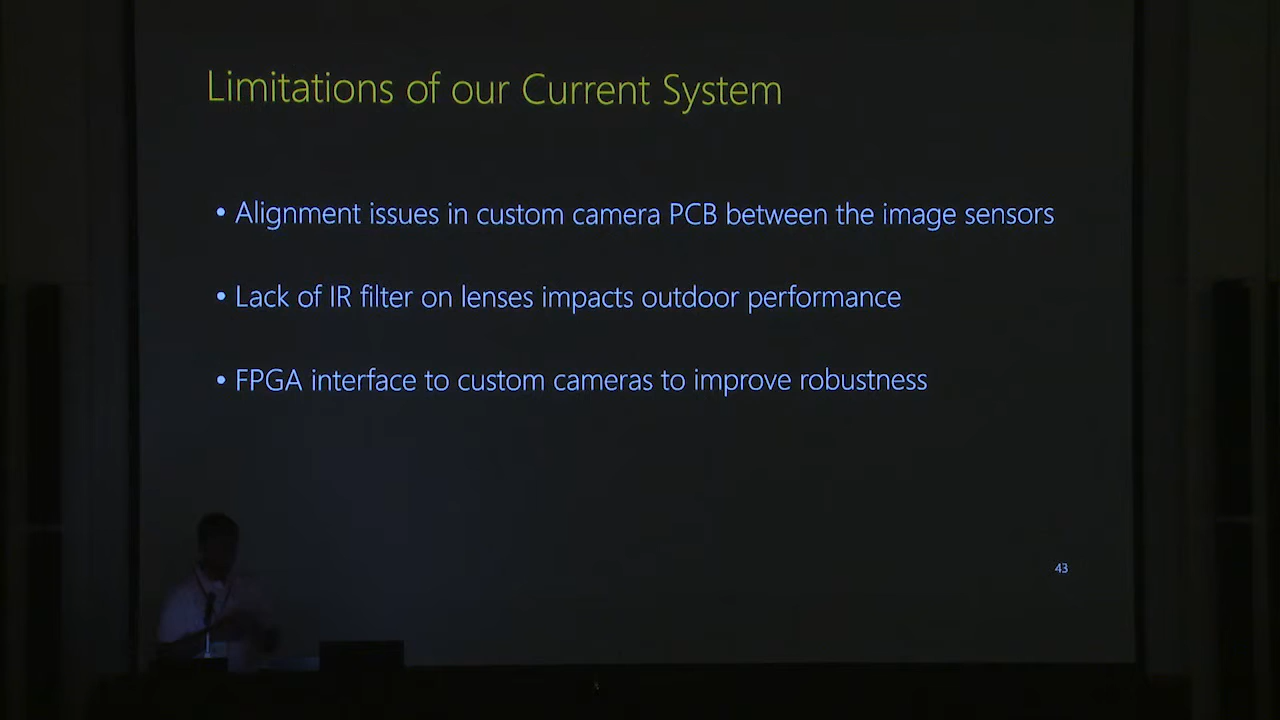 Limitations of our Current System
• Alignment issues in custom camera PCB between the image sensors
• Lack of IR filter on lenses impacts outdoor performance
• FPGA interface to custom cameras to improve robustness
43